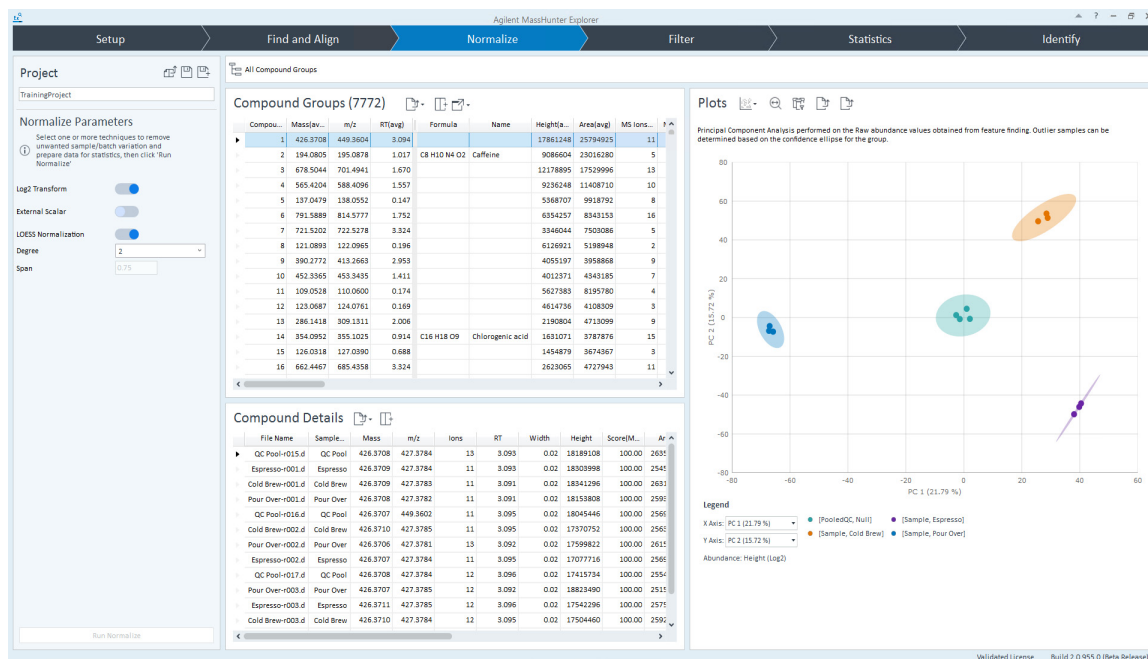 Agilent MassHunter Explorer
Setup Find and Align Normalize Filter Statistics Identify
Project
TrainingProject
Normalize Parameters
Select one or more techniques to remove
unwanted sample/batch variation and
prepare data for statistics, then click 'Run
Normalize'
Log2 Transform
External Scalar
LOESS Normalization
Degree 2
Span 0.75
Run Normalize
All Compound Groups
Compound Groups (7772)
Compou... Mass(av... m/z RT(avg) Formula Name Height(a... Area(avg) MS Ions...
1 426.3708 449.3604 3.094 17861248 25794925 11
2 194.0805 195.0878 1.017 C8 H10 N4 O2 Caffeine 9086604 23016280 5
3 678.5044 701.4941 1.670 12178895 17529996 13
4 565.4204 588.4096 1.557 9236248 11408710 10
5 137.0479 138.0552 0.147 5368707 9918792 8
6 791.5889 814.5777 1.752 6354257 8343153 16
7 721.5202 722.5278 3.324 3346044 7503086 5
8 121.0893 122.0965 0.196 6126921 5198948 2
9 390.2772 413.2663 2.953 4055197 3958868 9
10 452.3365 453.3435 1.411 4012371 4343185 7
11 109.0528 110.0600 0.174 5627383 8195780 4
12 123.0687 124.0761 0.169 4614736 4108309 3
13 286.1418 309.1311 2.006 2190804 4713099 9
14 354.0952 355.1025 0.914 C16 H18 O9 Chlorogenic acid 1631071 3787876 15
15 126.0318 127.0390 0.688 1454879 3674367 3
16 662.4467 685.4358 3.324 2623065 4727943 11
Compound Details
File Name Sample... Mass m/z Ions RT Width Height Score(M... Ar
QC Pool-r015.d QC Pool 426.3708 427.3784 13 3.093 0.02 18189108 100.00 2635
Espresso-r001.d Espresso 426.3709 427.3784 11 3.093 0.02 18303998 100.00 2545
Cold Brew-r001.d Cold Brew 426.3709 427.3783 11 3.091 0.02 18341296 100.00 2631
Pour Over-r001.d Pour Over 426.3708 427.3782 11 3.091 0.02 18153808 100.00 2593
QC Pool-r016.d QC Pool 426.3707 449.3602 11 3.095 0.02 18045446 100.00 2569
Cold Brew-r002.d Cold Brew 426.3710 427.3785 11 3.095 0.02 17370752 100.00 2563
Pour Over-r002.d Pour Over 426.3706 427.3781 13 3.092 0.02 17599822 100.00 2615
Espresso-r002.d Espresso 426.3707 427.3784 11 3.095 0.02 17077716 100.00 2569
QC Pool-r017.d QC Pool 426.3708 427.3784 12 3.096 0.02 17415734 100.00 2554
Pour Over-r003.d Pour Over 426.3707 427.3785 12 3.092 0.02 18823490 100.00 2515
Espresso-r003.d Espresso 426.3711 427.3785 12 3.096 0.02 17542296 100.00 2575
Cold Brew-r003.d Cold Brew 426.3710 427.3784 12 3.095 0.02 17504460 100.00 2592
Plots
Principal Component Analysis performed on the Raw abundance values obtained from feature finding. Outlier samples can be
determined based on the confidence ellipse for the group.
80
60
40
20
0
-20
-40
-60
-80
PC 2 (15.72 %)
-80 -60 -40 -20 0 20 40 60
PC 1 (21.79 %)
Legend
X Axis: PC 1 (21.79 %)
Y Axis: PC 2 (15.72 %)
[PooledQC, Null] [Sample, Espresso]
[Sample, Cold Brew] [Sample, Pour Over]
Abundance: Height (Log2)
Validated License Build 2.0.955.0 (Beta Release)